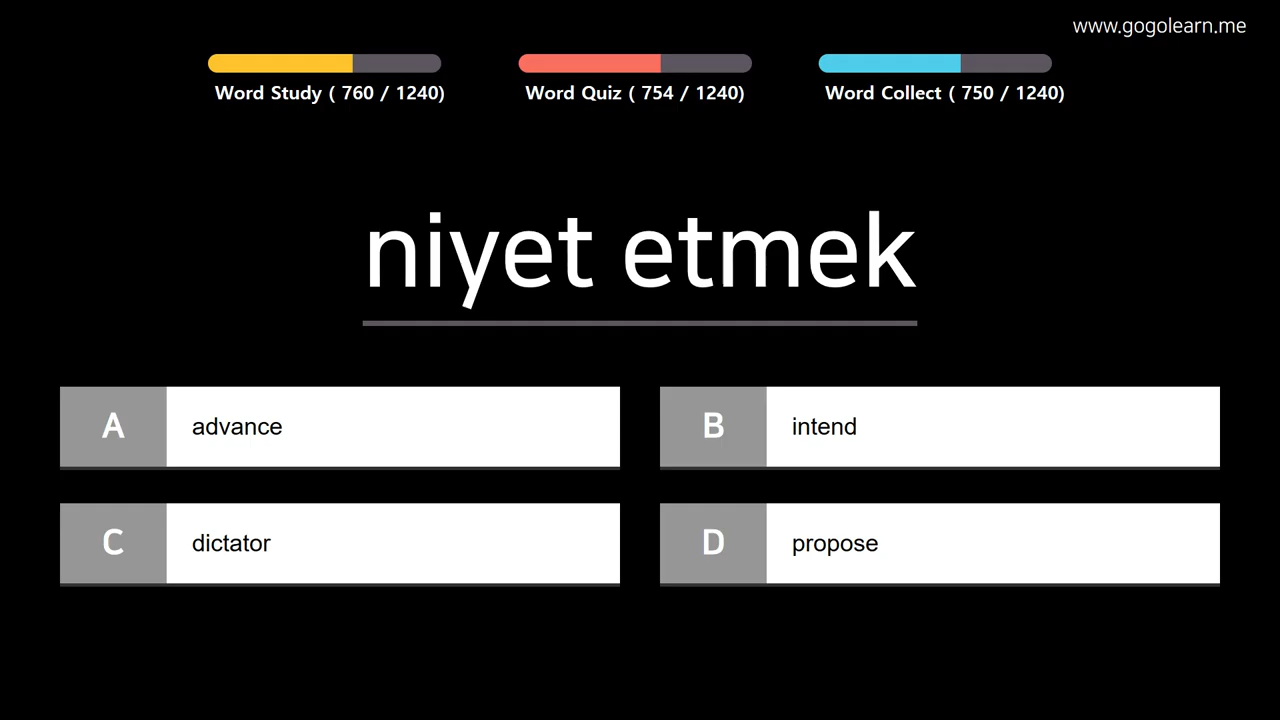 www.gogolearn.me
Word Study ( 760 / 1240)
Word Quiz ( 754 / 1240)
Word Collect ( 750 / 1240)
niyet etmek
A advance
B intend
C dictator
D propose